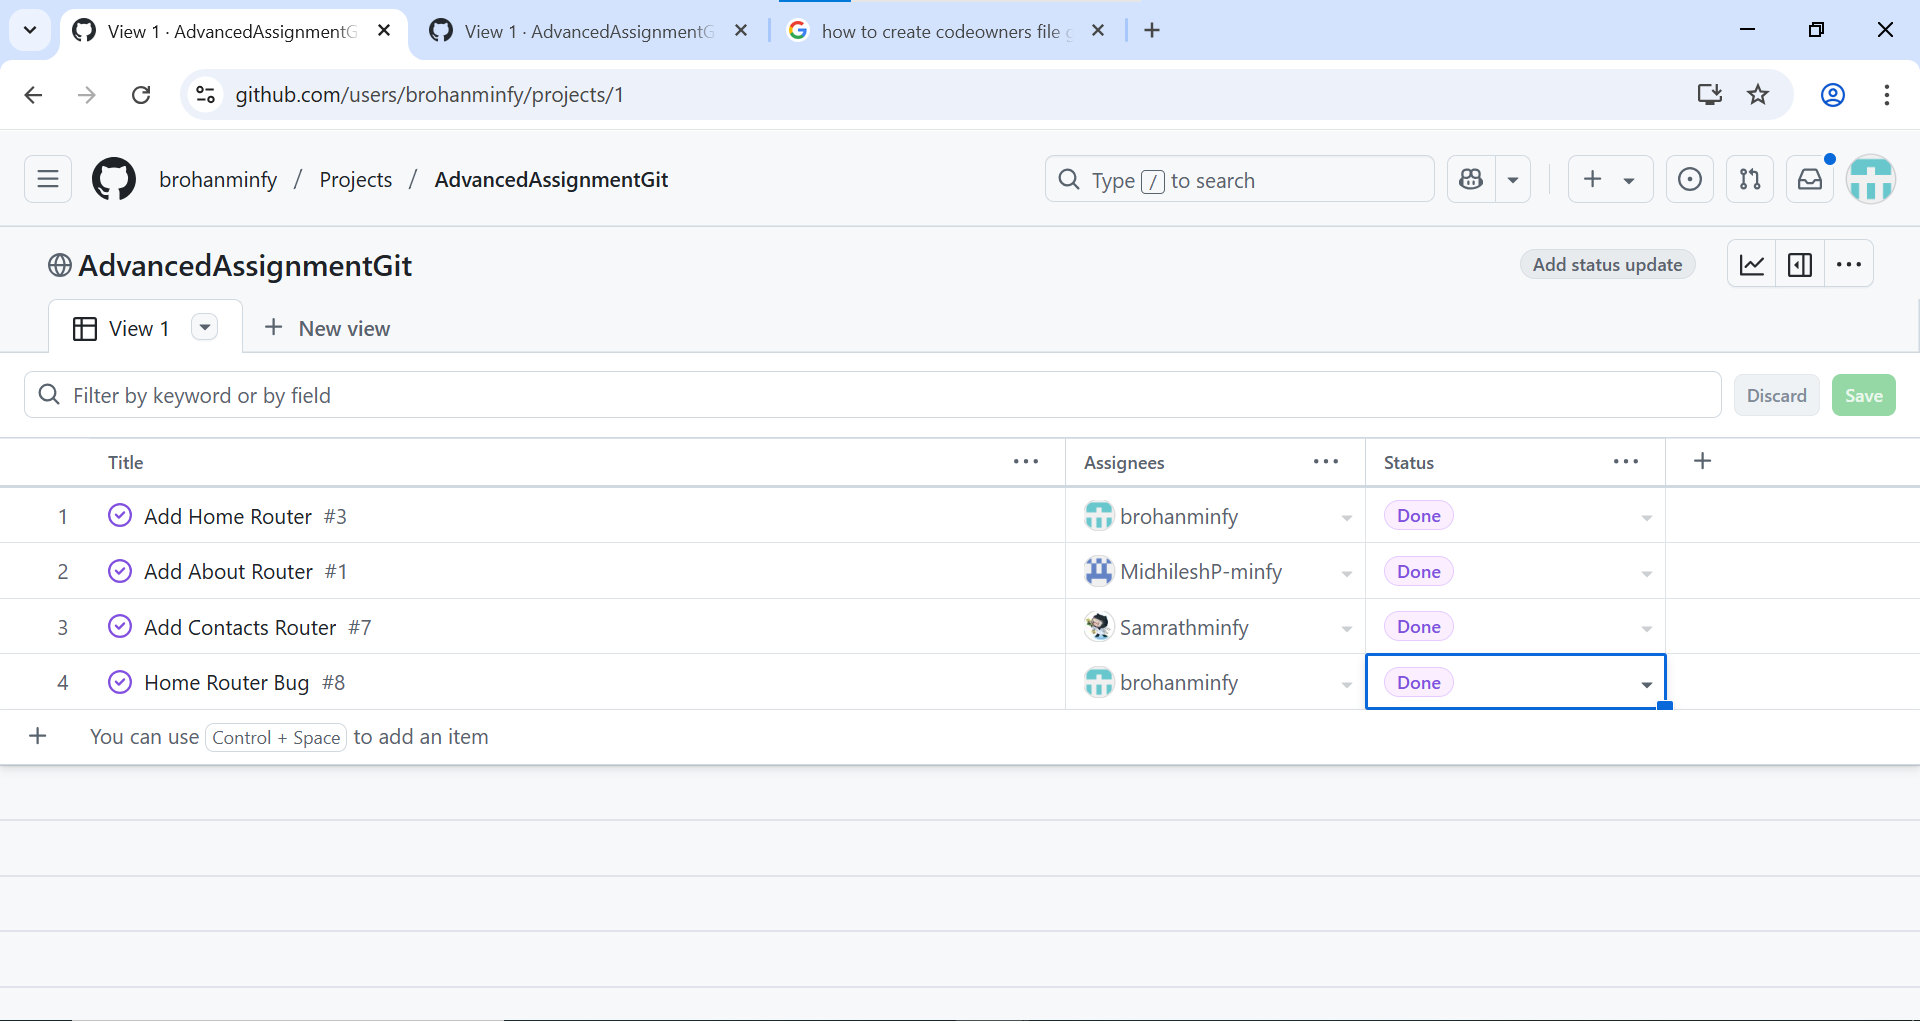 View 1 · AdvancedAssignmentG
View 1 · AdvancedAssignmentG
how to create codeowners file g
github.com/users/brohanminfy/projects/1
brohanminfy / Projects / AdvancedAssignmentGit
Type / to search
AdvancedAssignmentGit
Add status update
View 1
New view
Filter by keyword or by field
Discard
Save
Title Assignees Status
1 Add Home Router #3 brohanminfy Done
2 Add About Router #1 MidhileshP-minfy Done
3 Add Contacts Router #7 Samrathminfy Done
4 Home Router Bug #8 brohanminfy Done
You can use Control + Space to add an item